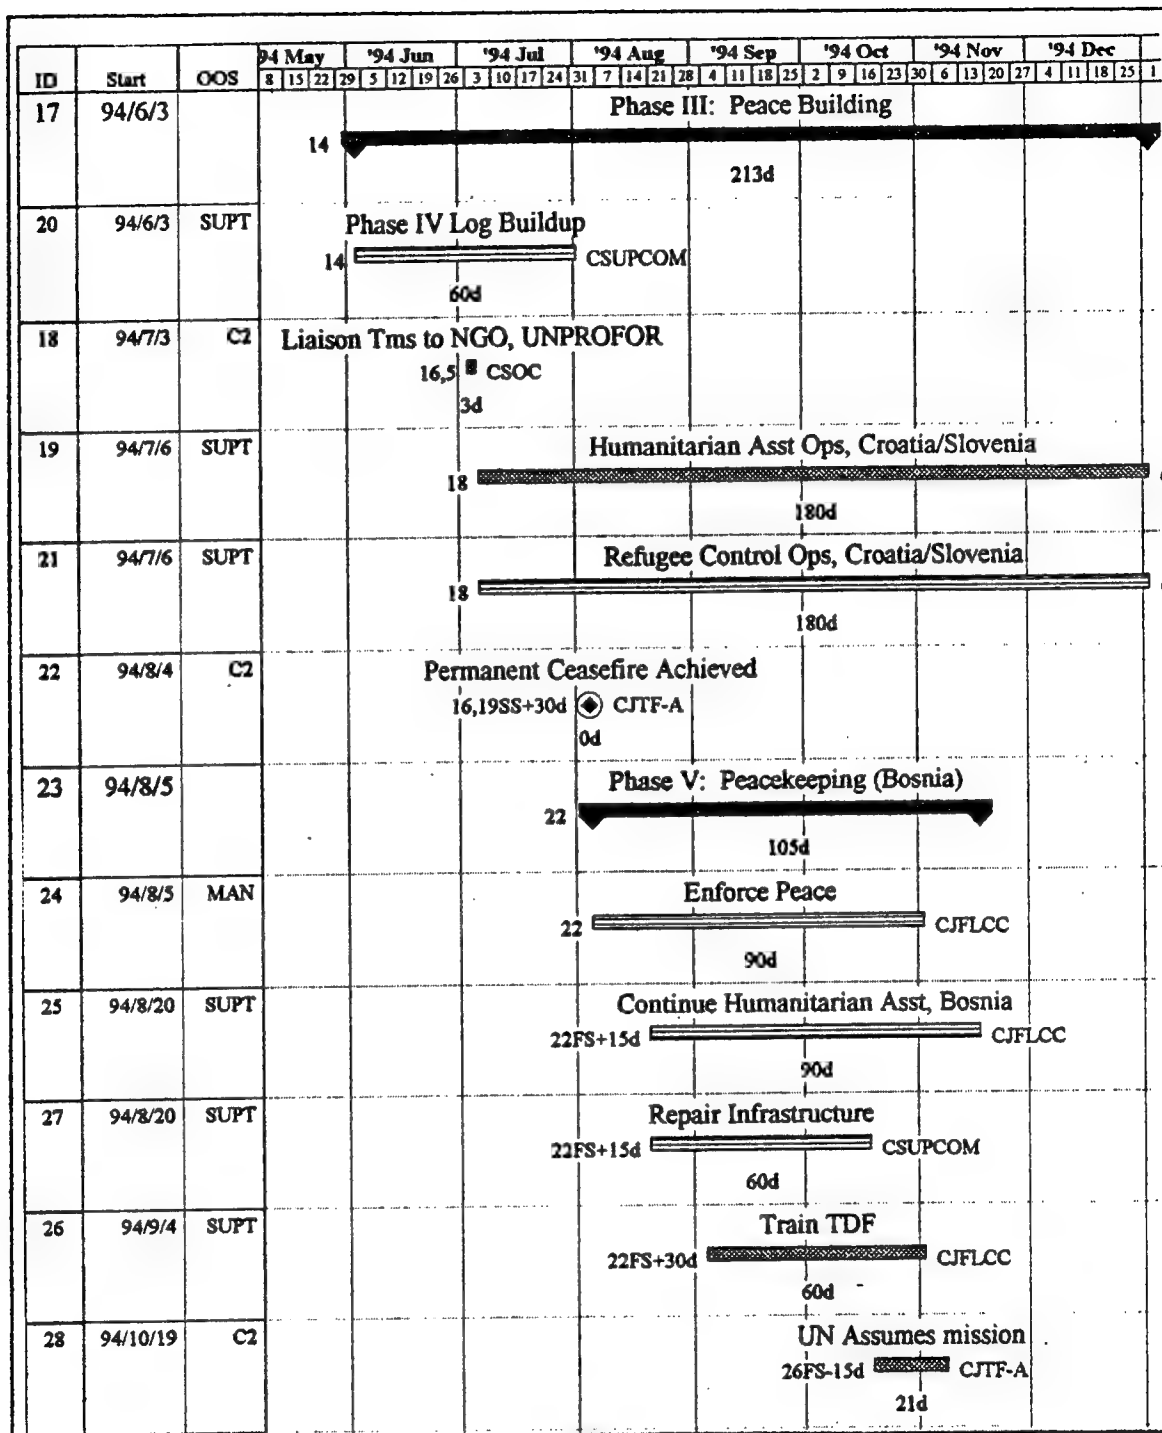 '94 May '94 Jun '94 Jul '94 Aug '94 Sep '94 Oct '94 Nov '94 Dec
ID Start OOS 8 15 22 29 5 12 19 26 3 10 17 24 31 7 14 21 28 4 11 18 25 2 9 16 23 30 6 13 20 27 4 11 18 25 1
17 94/6/3 Phase III: Peace Building
14
213d
20 94/6/3 SUPT Phase IV Log Buildup
14 CSUPCOM
60d
18 94/7/3 C2 Liaison Tms to NGO, UNPROFOR
16,5 CSOC
3d
19 94/7/6 SUPT Humanitarian Asst Ops, Croatia/Slovenia
18
180d
21 94/7/6 SUPT Refugee Control Ops, Croatia/Slovenia
18
180d
22 94/8/4 C2 Permanent Ceasefire Achieved
16,19SS+30d CJTF-A
0d
23 94/8/5 Phase V: Peacekeeping (Bosnia)
22
105d
24 94/8/5 MAN Enforce Peace
22 CJFLCC
90d
25 94/8/20 SUPT Continue Humanitarian Asst, Bosnia
22FS+15d CJFLCC
90d
27 94/8/20 SUPT Repair Infrastructure
22FS+15d CSUPCOM
60d
26 94/9/4 SUPT Train TDF
22FS+30d CJFLCC
60d
28 94/10/19 C2 UN Assumes mission
26FS-15d CJTF-A
21d